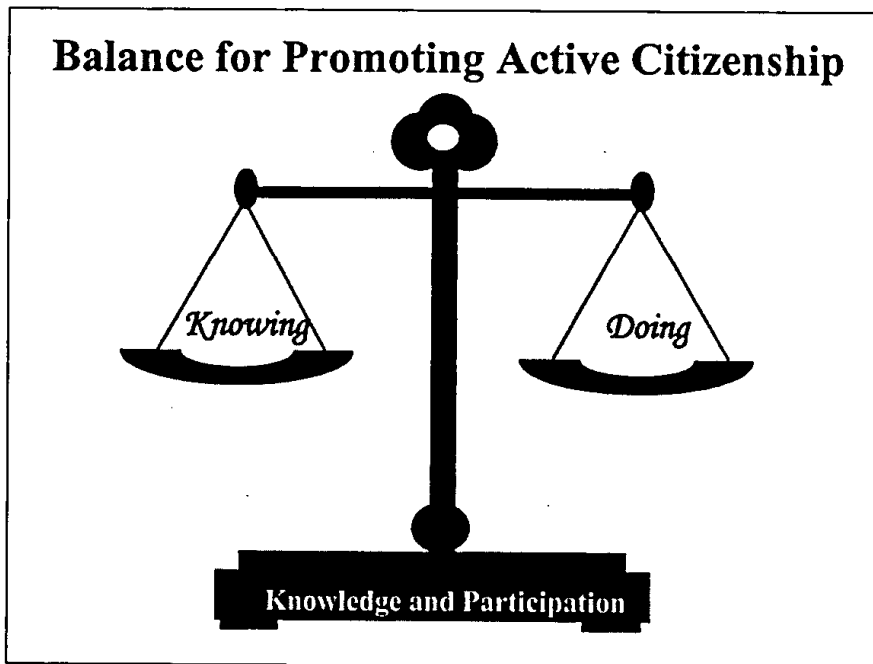 Balance for Promoting Active Citizenship
Knowing
Doing
Knowledge and Participation